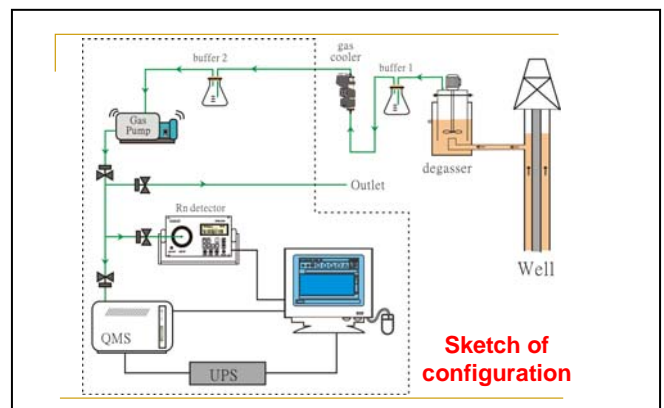 gas
cooler
buffer 2
buffer 1
Gas
Pump
degasser
Outlet
Rn detector
Well
QMS
UPS
Sketch of
configuration